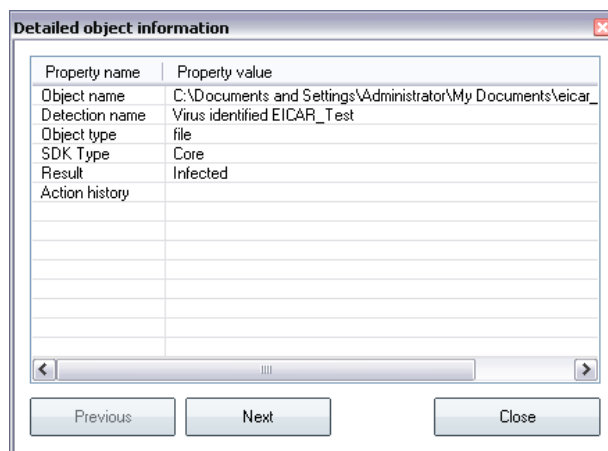 Detailed object information
Property name Property value
Object name C:\Documents and Settings\Administrator\My Documents\eicar_
Detection name Virus identified EICAR_Test
Object type file
SDK Type Core
Result Infected
Action history
Previous Next Close